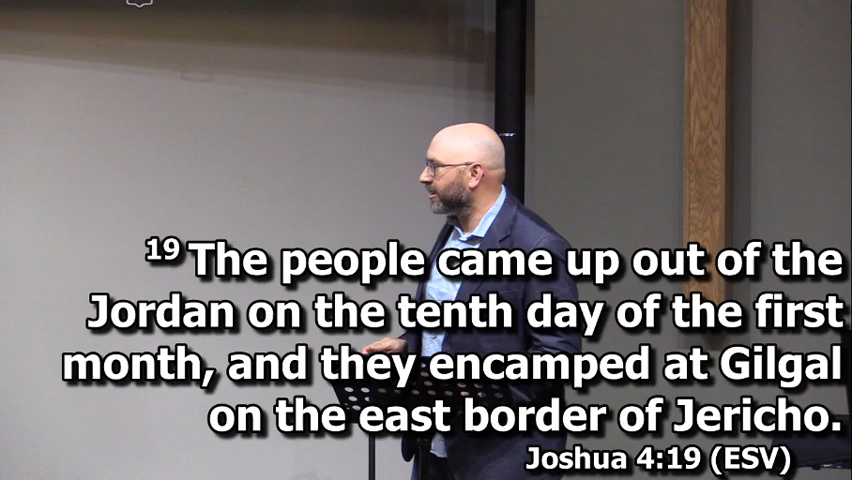 19 The people came up out of the
Jordan on the tenth day of the first
month, and they encamped at Gilgal
on the east border of Jericho.
Joshua 4:19 (ESV)